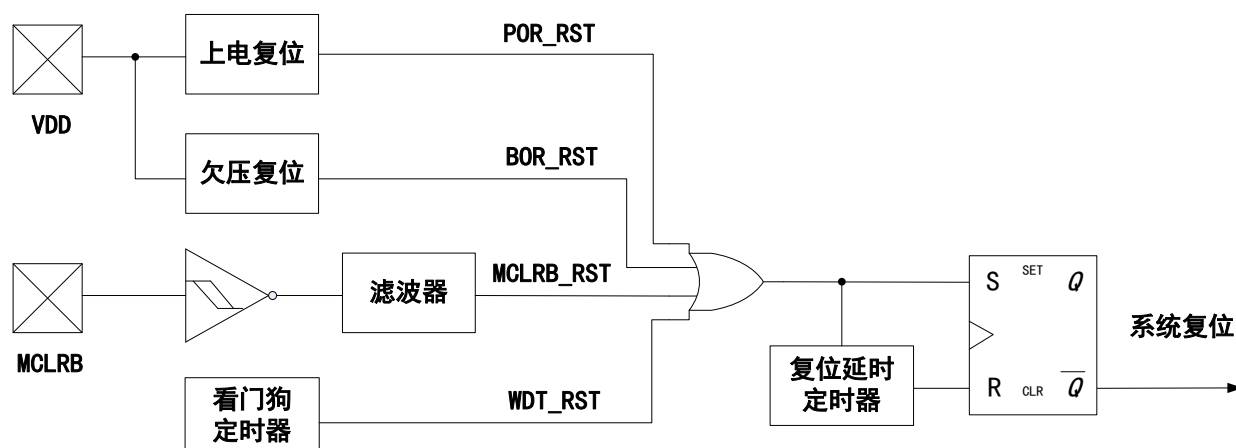 VDD
上电复位
POR_RST
欠压复位
BOR_RST
MCLRB
滤波器
MCLRB_RST
看门狗
定时器
WDT_RST
复位延时
定时器
S
SET
Q
R
CLR
Q̅
系统复位